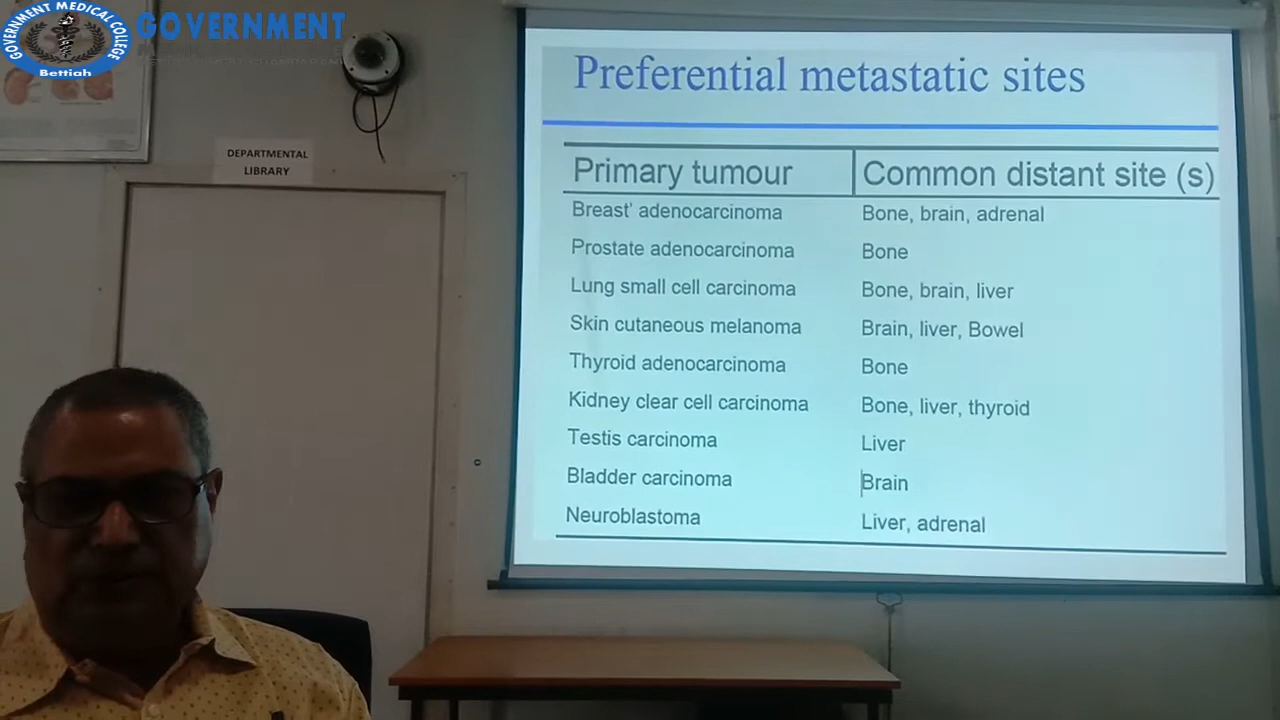 GOVERNMENT MEDICAL COLLEGE
Bettiah
GOVERNMENT
DEPARTMENTAL
LIBRARY
Preferential metastatic sites
Primary tumour Common distant site (s)
Breast' adenocarcinoma Bone, brain, adrenal
Prostate adenocarcinoma Bone
Lung small cell carcinoma Bone, brain, liver
Skin cutaneous melanoma Brain, liver, Bowel
Thyroid adenocarcinoma Bone
Kidney clear cell carcinoma Bone, liver, thyroid
Testis carcinoma Liver
Bladder carcinoma Brain
Neuroblastoma Liver, adrenal